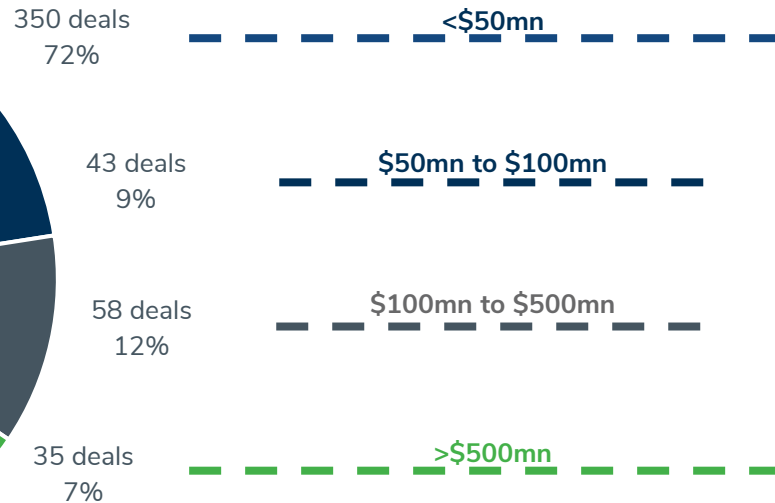 350 deals
72%
<$50mn
43 deals
9%
$50mn to $100mn
58 deals
12%
$100mn to $500mn
35 deals
7%
>$500mn